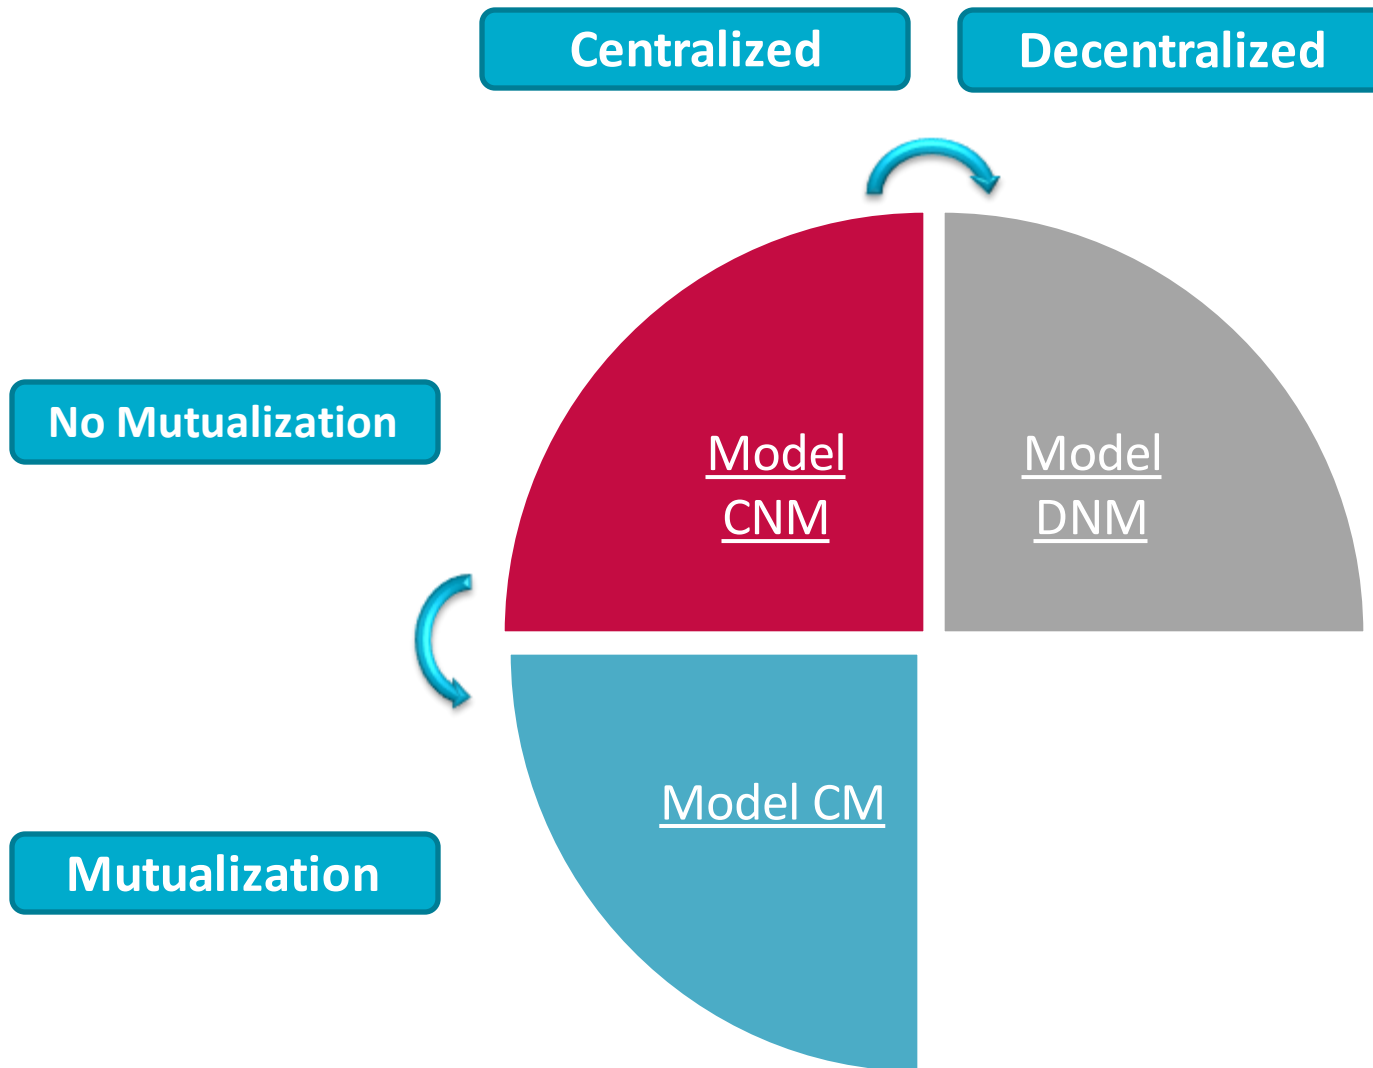 Centralized
Decentralized
No Mutualization
Model
CNM
Model
DNM
Model CM
Mutualization